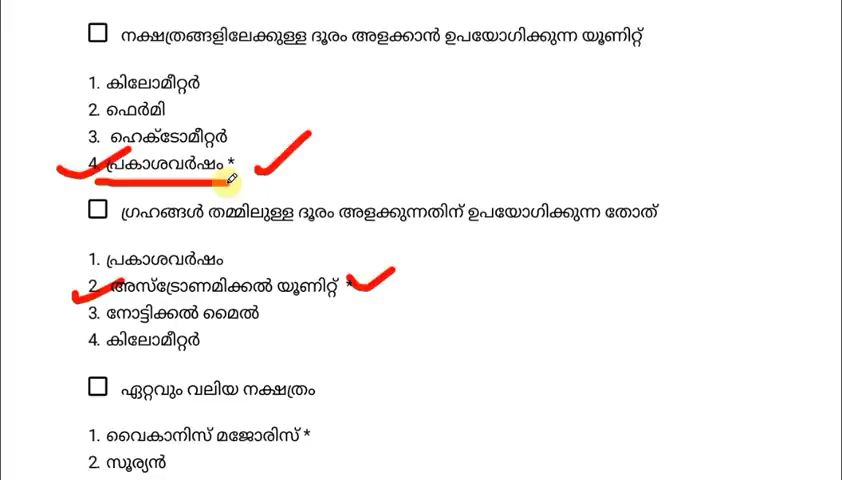 നക്ഷത്രങ്ങളിലേക്കുള്ള ദൂരം അളക്കാൻ ഉപയോഗിക്കുന്ന യൂണിറ്റ്
1. കിലോമീറ്റർ
2. ഫെർമി
3. ഹെക്ടോമീറ്റർ
4. പ്രകാശവർഷം *
ഗ്രഹങ്ങൾ തമ്മിലുള്ള ദൂരം അളക്കുന്നതിന് ഉപയോഗിക്കുന്ന തോത്
1. പ്രകാശവർഷം
2. അസ്ട്രോണമിക്കൽ യൂണിറ്റ് *
3. നോട്ടിക്കൽ മൈൽ
4. കിലോമീറ്റർ
ഏറ്റവും വലിയ നക്ഷത്രം
1. വൈകാനിസ് മജോരിസ് *
2. സൂര്യൻ